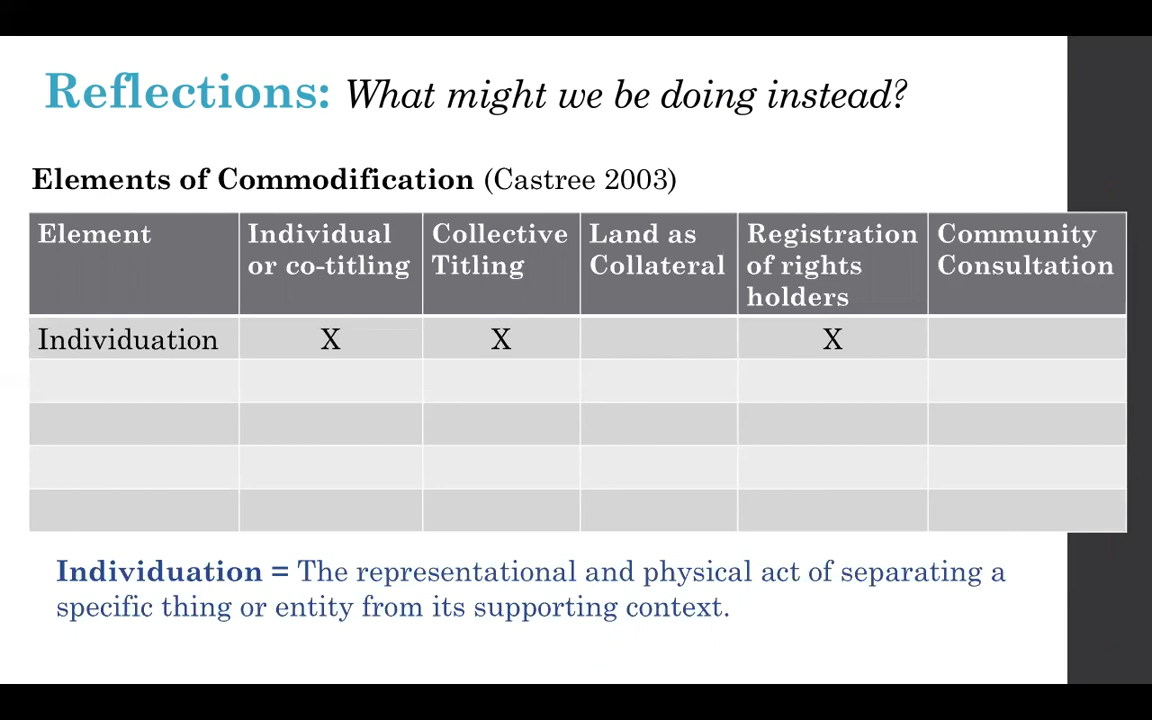 Reflections: What might we be doing instead?
Elements of Commodification (Castree 2003)
Element
Individual
or co-titling
Collective
Titling
Land as
Collateral
Registration
of rights
holders
Community
Consultation
Individuation X X X
Individuation = The representational and physical act of separating a
specific thing or entity from its supporting context.